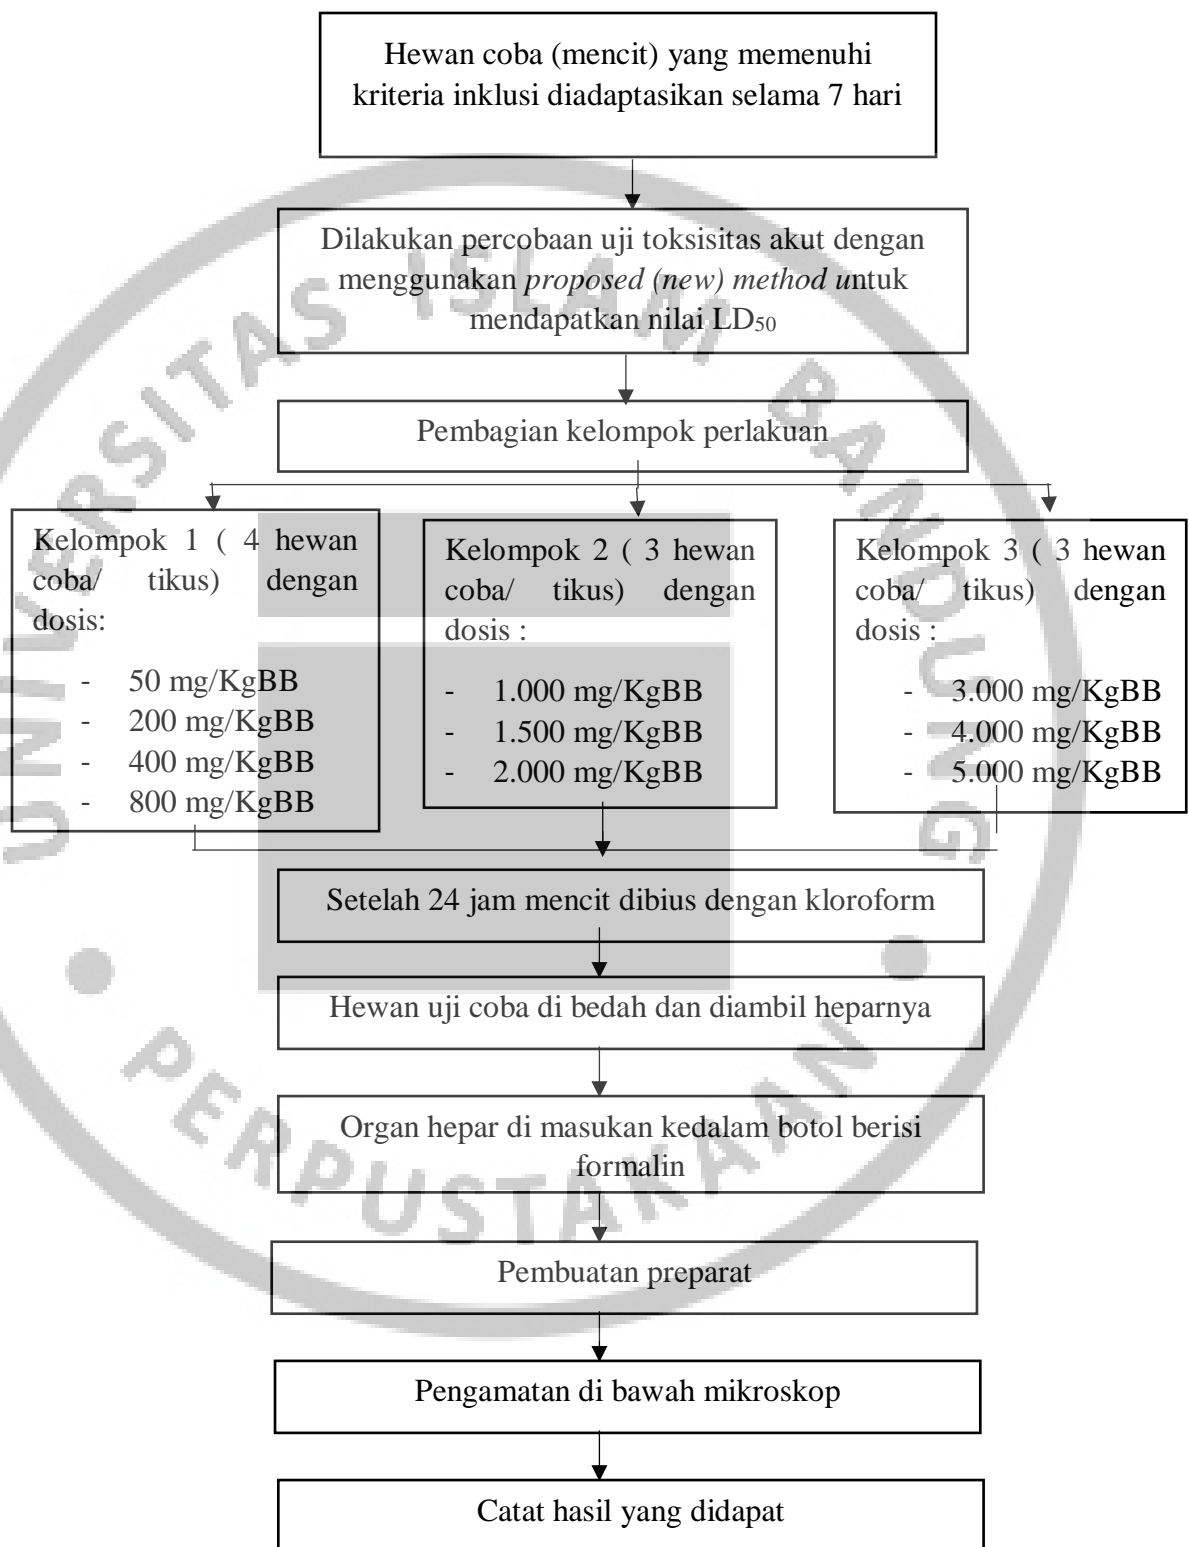 Hewan coba (mencit) yang memenuhi
kriteria inklusi diadaptasikan selama 7 hari
Dilakukan percobaan uji toksisitas akut dengan
menggunakan proposed (new) method untuk
mendapatkan nilai LD₅₀
Pembagian kelompok perlakuan
Kelompok 1 ( 4 hewan
coba/ tikus) dengan
dosis:
- 50 mg/KgBB
- 200 mg/KgBB
- 400 mg/KgBB
- 800 mg/KgBB
Kelompok 2 ( 3 hewan
coba/ tikus) dengan
dosis :
- 1.000 mg/KgBB
- 1.500 mg/KgBB
- 2.000 mg/KgBB
Kelompok 3 ( 3 hewan
coba/ tikus) dengan
dosis :
- 3.000 mg/KgBB
- 4.000 mg/KgBB
- 5.000 mg/KgBB
Setelah 24 jam mencit dibius dengan kloroform
Hewan uji coba di bedah dan diambil heparnya
Organ hepar di masukan kedalam botol berisi
formalin
Pembuatan preparat
Pengamatan di bawah mikroskop
Catat hasil yang didapat
UNIVERSITAS ISLAM BANDUNG
PERPUSTAKAAN